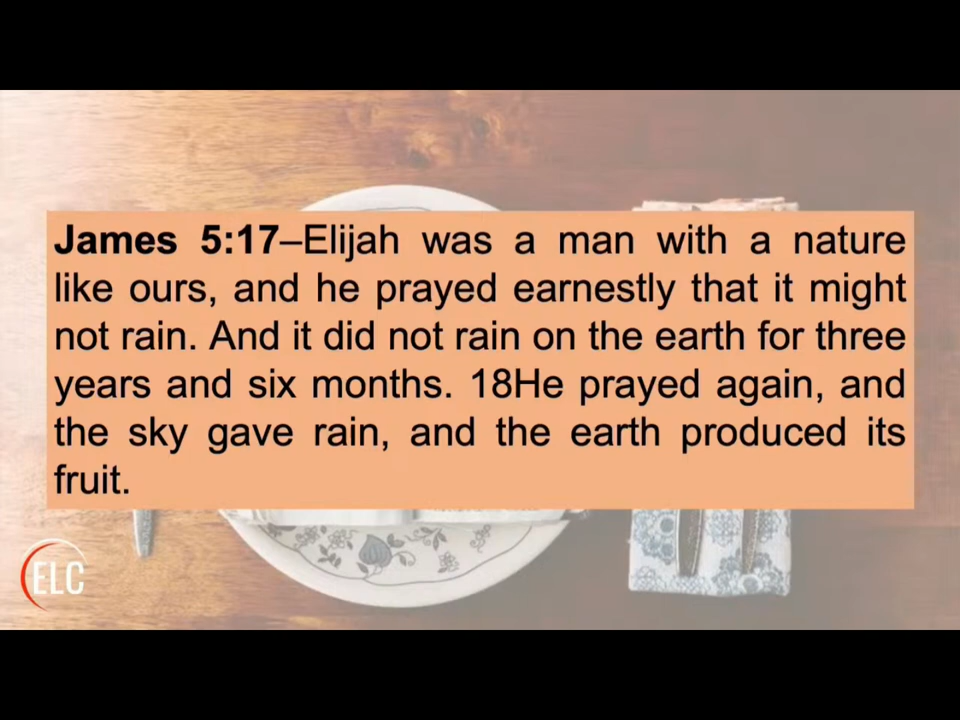 James 5:17–Elijah was a man with a nature
like ours, and he prayed earnestly that it might
not rain. And it did not rain on the earth for three
years and six months. 18He prayed again, and
the sky gave rain, and the earth produced its
fruit.
ELC